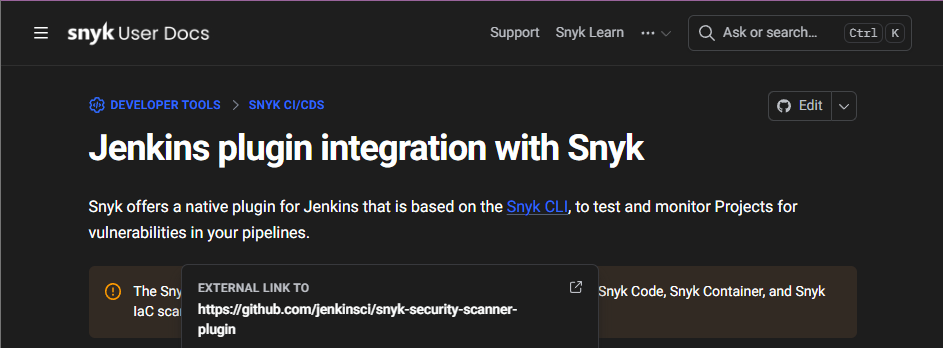 snyk User Docs
Support Snyk Learn ... Ask or search... Ctrl K
DEVELOPER TOOLS > SNYK CI/CDS
Edit
Jenkins plugin integration with Snyk
Snyk offers a native plugin for Jenkins that is based on the Snyk CLI, to test and monitor Projects for
vulnerabilities in your pipelines.
The Sny
Snyk Code, Snyk Container, and Snyk
IaC sca
EXTERNAL LINK TO
https://github.com/jenkinsci/snyk-security-scanner-
plugin